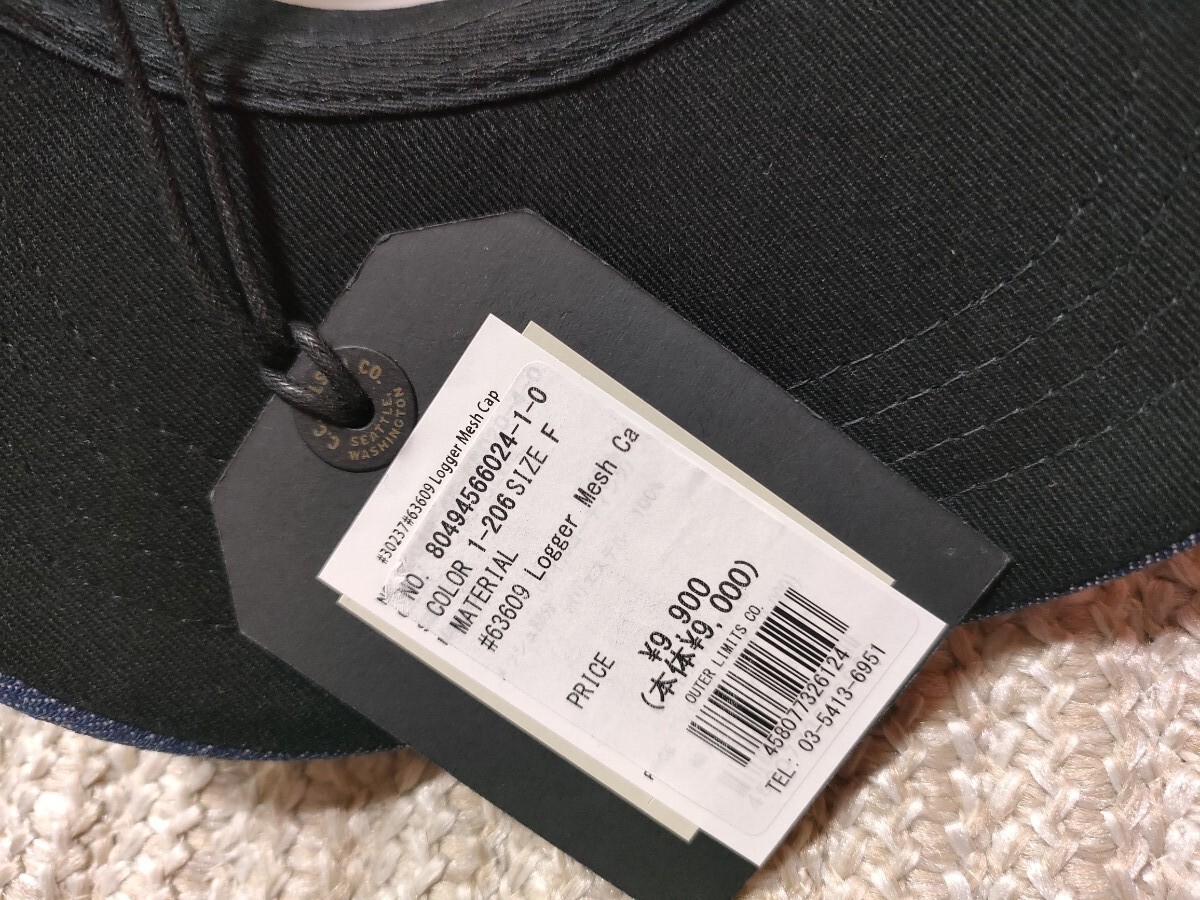 CO.
SEATTLE,
WASHINGTON
#30237#63609 Logger Mesh Cap
NO. 80494566024-1-0
COLOR 1-206 SIZE F
MATERIAL
#63609 Logger Mesh Ca
PRICE ¥9,900
(本体¥9,000)
OUTER LIMITS CO.
458077326124
TEL: 03-5413-6951